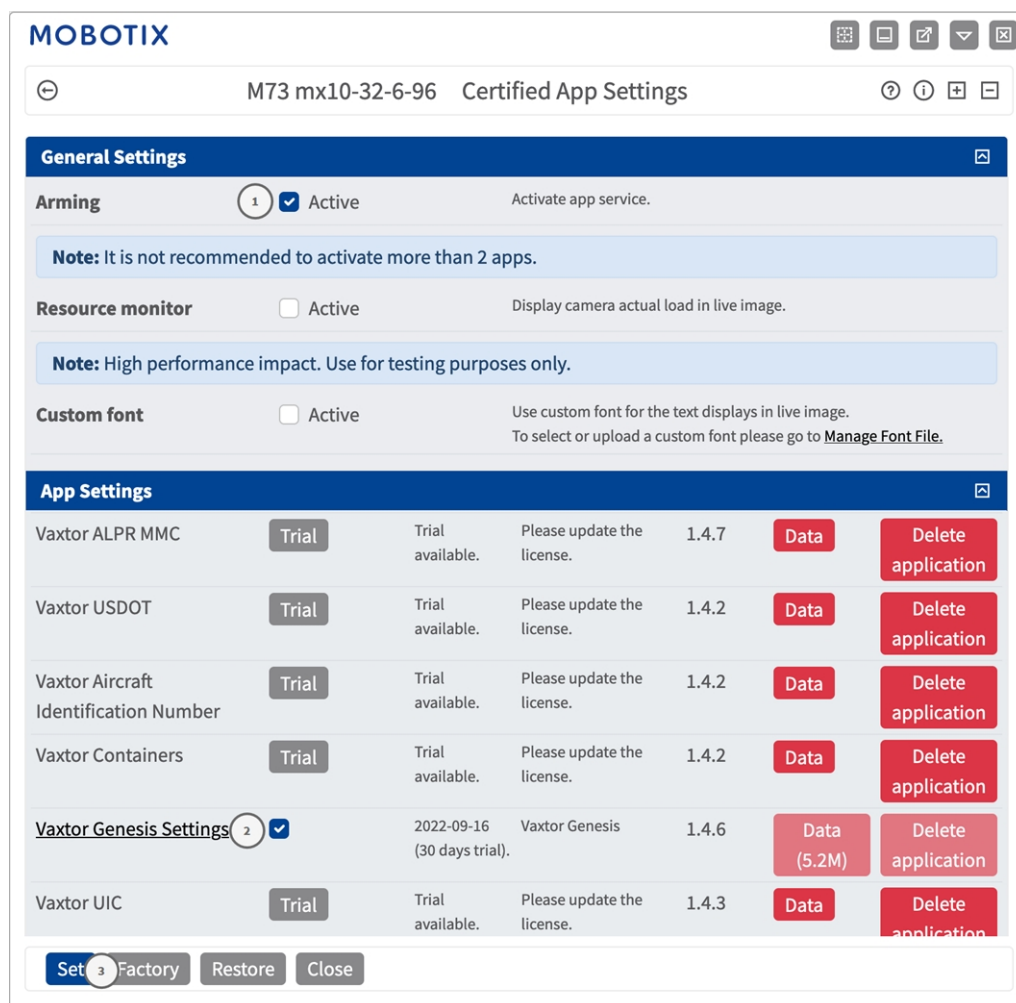 MOBOTIX
M73 mx10-32-6-96 Certified App Settings
General Settings
Arming 1 Active Activate app service.
Note: It is not recommended to activate more than 2 apps.
Resource monitor Active Display camera actual load in live image.
Note: High performance impact. Use for testing purposes only.
Custom font Active Use custom font for the text displays in live image.
To select or upload a custom font please go to Manage Font File.
App Settings
Vaxtor ALPR MMC Trial Trial Please update the 1.4.7 Data Delete
available. license. application
Vaxtor USDOT Trial Trial Please update the 1.4.2 Data Delete
available. license. application
Vaxtor Aircraft Trial Trial Please update the 1.4.2 Data Delete
Identification Number available. license. application
Vaxtor Containers Trial Trial Please update the 1.4.2 Data Delete
available. license. application
Vaxtor Genesis Settings 2 2022-09-16 Vaxtor Genesis 1.4.6 Data Delete
(30 days trial). (5.2M) application
Vaxtor UIC Trial Trial Please update the 1.4.3 Data Delete
available. license. application
Set 3 Factory Restore Close